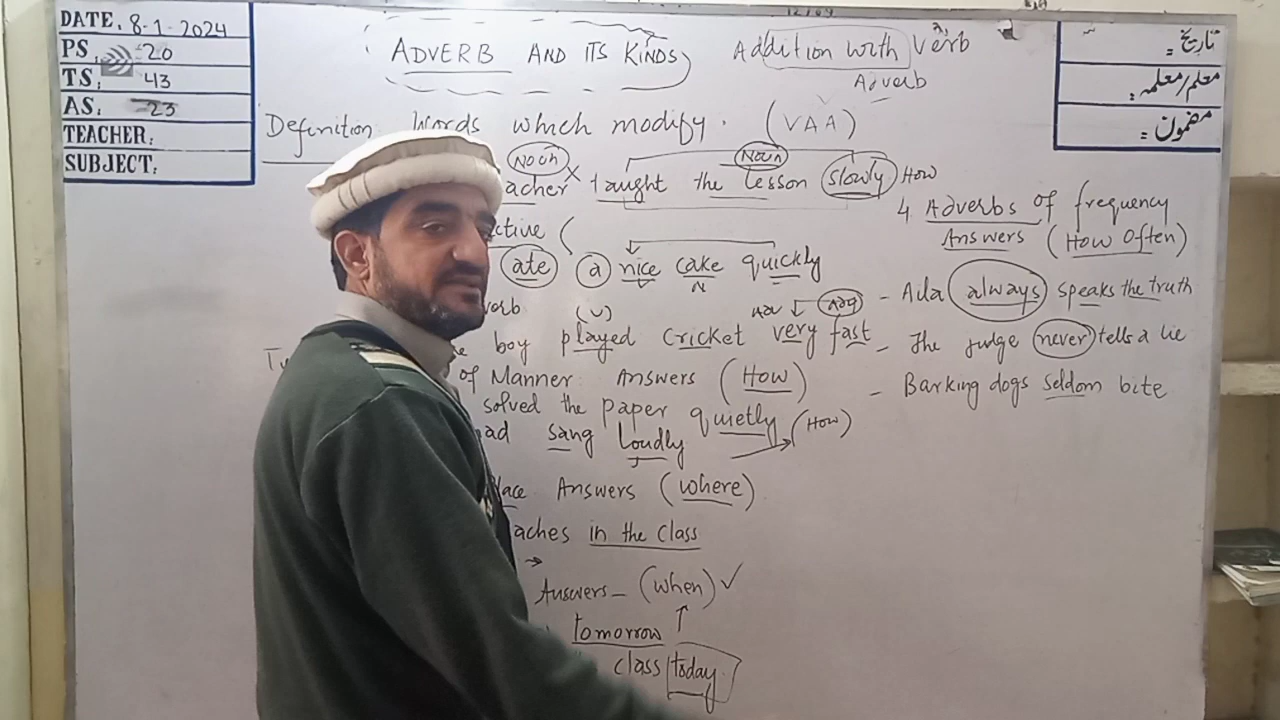 DATE. 8-1-2024
PS. 20
TS: 43
AS: 23
TEACHER:
SUBJECT:
ADVERB AND ITS KINDS
Addition with Verb
Adverb
Definition Words which modify. (VAA)
Noun Noun
acher x taught the lesson slowly How
ctive
ate a nice cake quickly
N
(V) Adv
boy played Cricket very fast
of Manner Answers (How)
solved the paper quietly (How)
ad sang loudly
lace Answers (where)
aches in the class
Answers - (when) ✓
tomorrow
class today
4 Adverbs of frequency
Answers (How Often)
- always speaks the truth
- The judge never tells a lie
- Barking dogs seldom bite
تاریخ =
معلم/معلمہ =
مضمون =